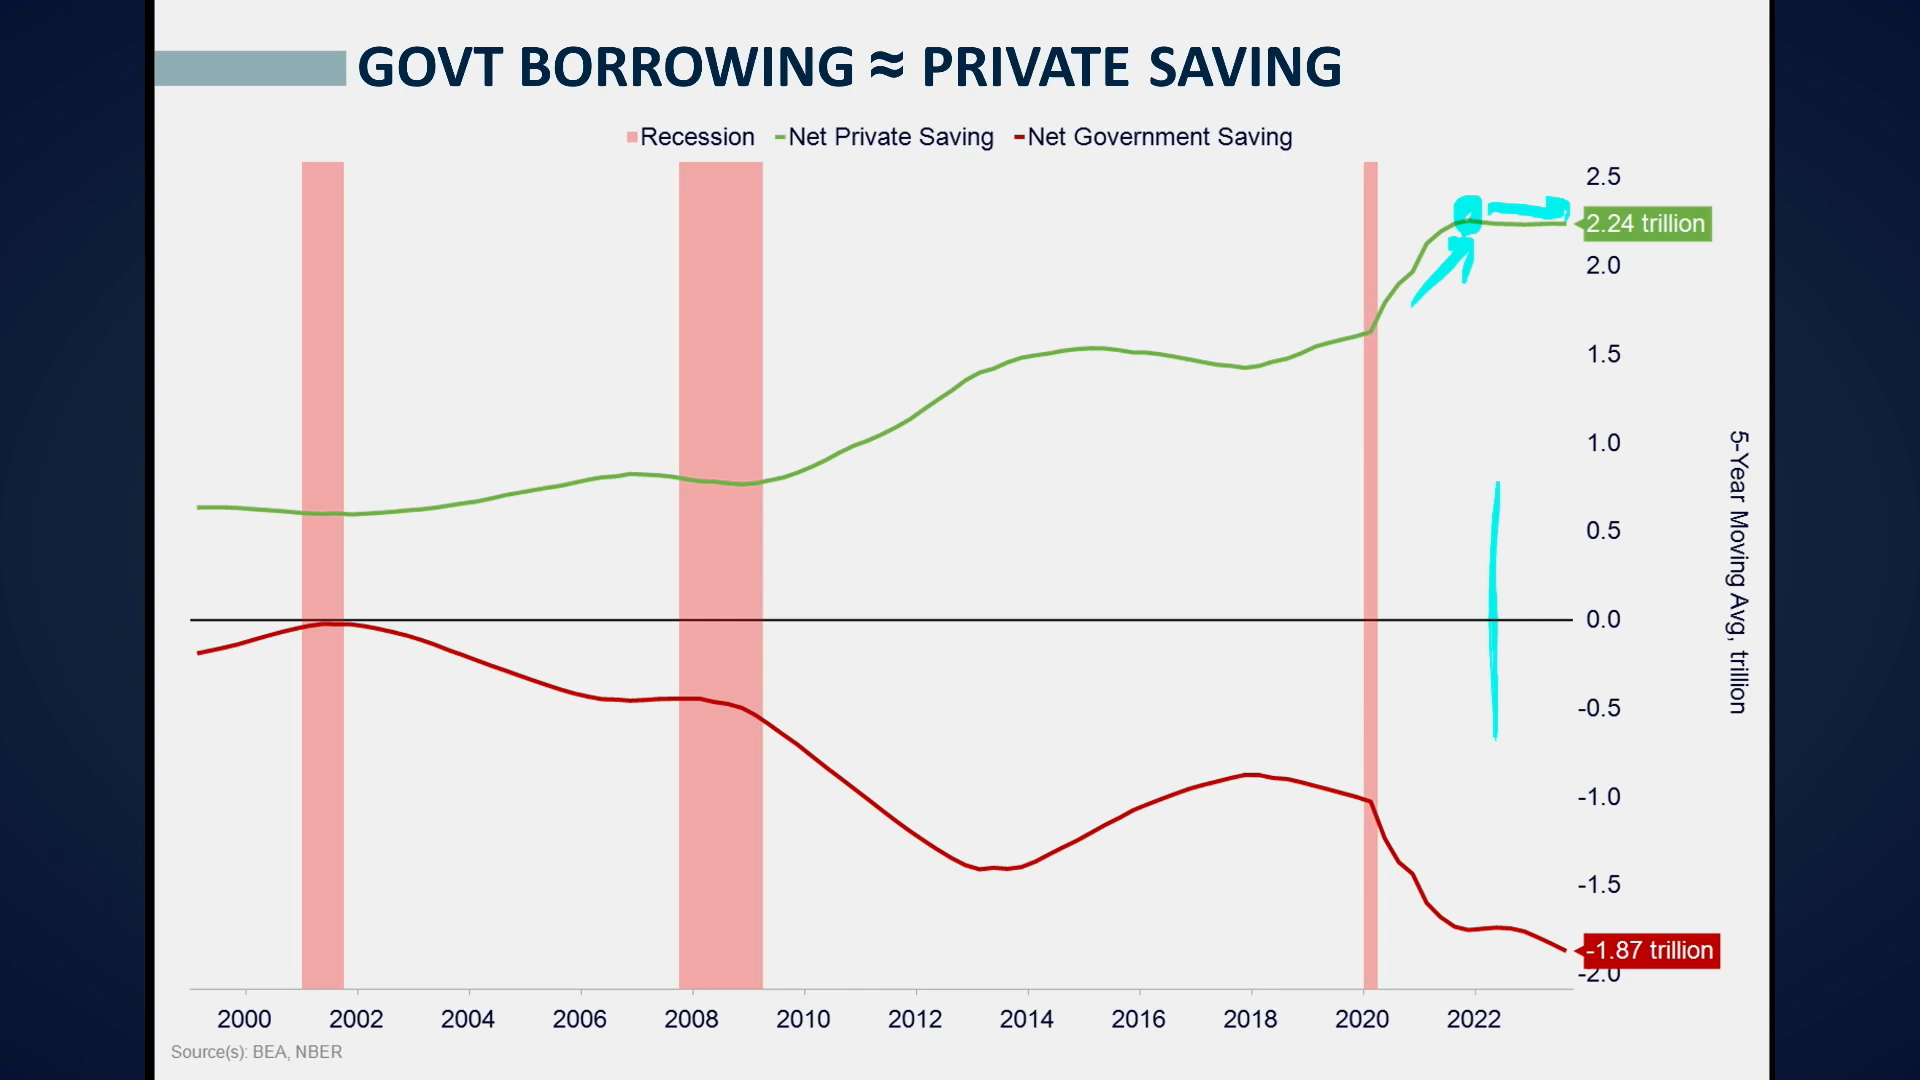 GOVT BORROWING ≈ PRIVATE SAVING
Recession Net Private Saving Net Government Saving
2.5
2.24 trillion
2.0
1.5
1.0
0.5
0.0
-0.5
-1.0
-1.5
-1.87 trillion
-2.0
5-Year Moving Avg, trillion
2000 2002 2004 2006 2008 2010 2012 2014 2016 2018 2020 2022
Source(s): BEA, NBER